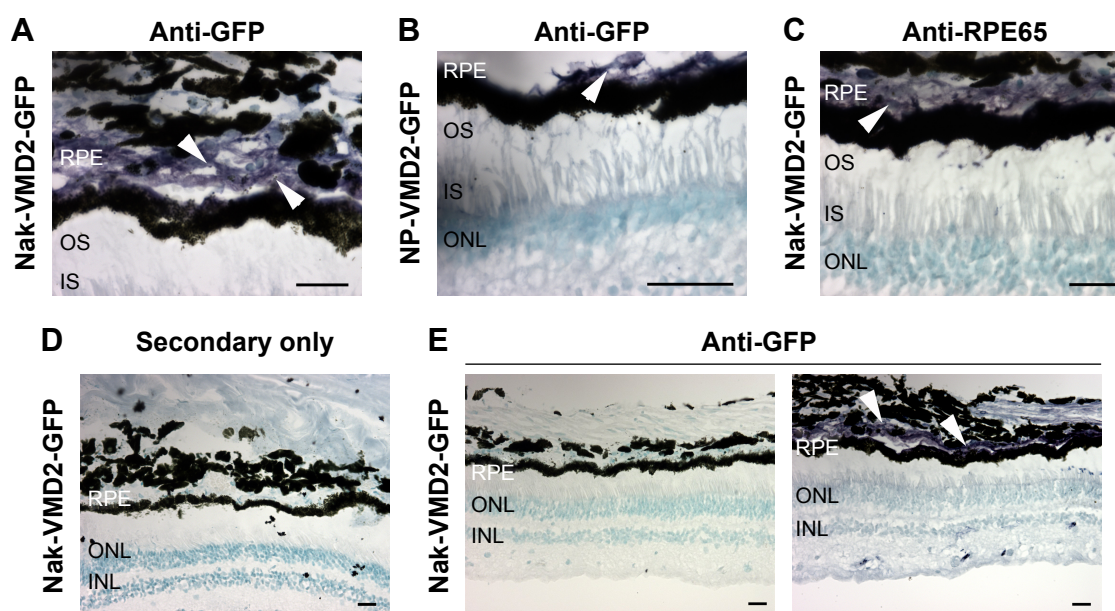 A
Anti-GFP
Nak-VMD2-GFP
RPE
OS
IS
B
Anti-GFP
NP-VMD2-GFP
RPE
OS
IS
ONL
C
Anti-RPE65
Nak-VMD2-GFP
RPE
OS
IS
ONL
D
Secondary only
Nak-VMD2-GFP
RPE
ONL
INL
E
Anti-GFP
Nak-VMD2-GFP
RPE
ONL
INL
RPE
ONL
INL